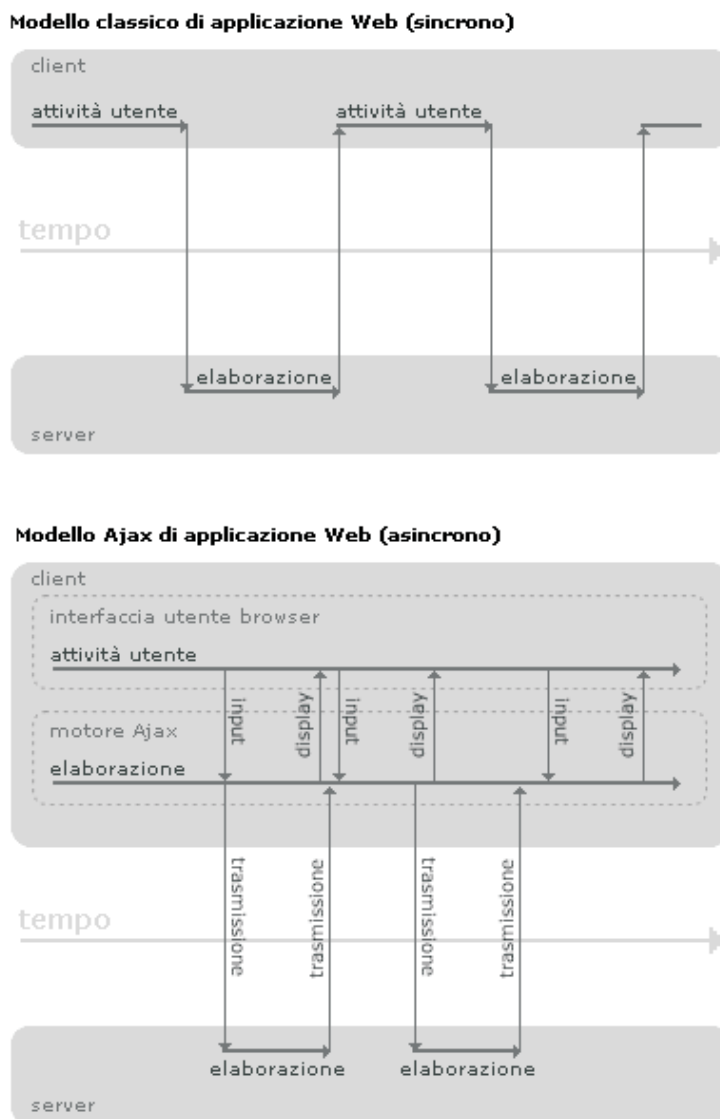 Modello classico di applicazione Web (sincrono)
client
attività utente
attività utente
tempo
elaborazione
elaborazione
server
Modello Ajax di applicazione Web (asincrono)
client
interfaccia utente browser
attività utente
input
display
input
display
input
display
motore Ajax
elaborazione
trasmissione
trasmissione
trasmissione
trasmissione
tempo
elaborazione
elaborazione
server